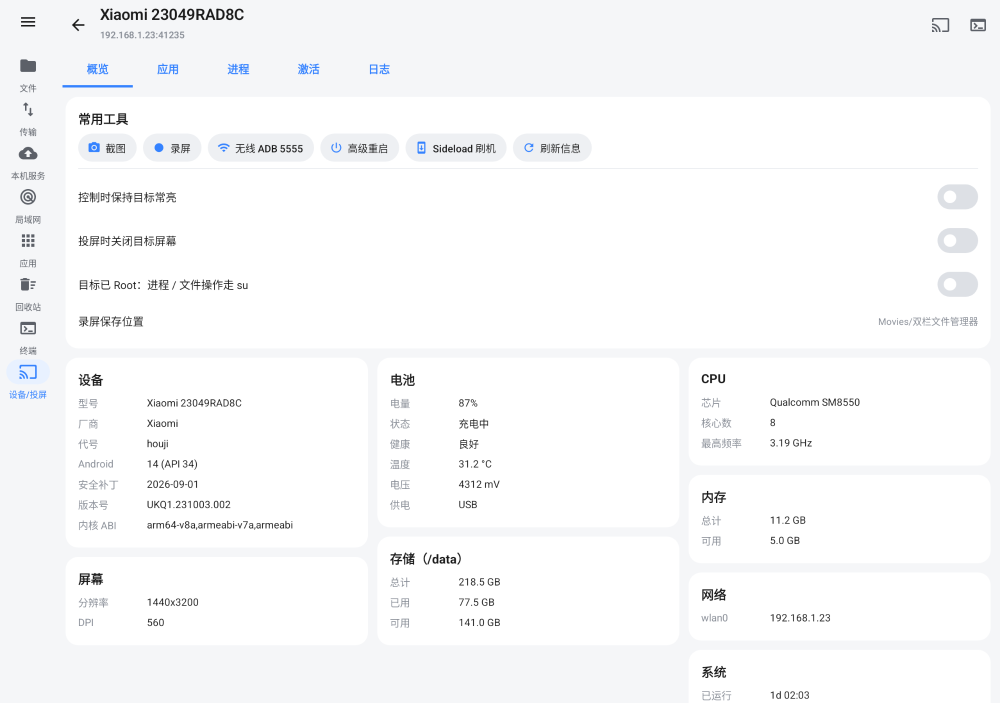 Xiaomi 23049RAD8C
192.168.1.23:41235
文件
传输
本机服务
局域网
应用
回收站
终端
设备/投屏
概览
应用
进程
激活
日志
常用工具
截图
录屏
无线 ADB 5555
高级重启
Sideload 刷机
刷新信息
控制时保持目标常亮
投屏时关闭目标屏幕
目标已 Root：进程 / 文件操作走 su
录屏保存位置 Movies/双栏文件管理器
设备
型号 Xiaomi 23049RAD8C
厂商 Xiaomi
代号 houji
Android 14 (API 34)
安全补丁 2026-09-01
版本号 UKQ1.231003.002
内核 ABI arm64-v8a,armeabi-v7a,armeabi
屏幕
分辨率 1440x3200
DPI 560
电池
电量 87%
状态 充电中
健康 良好
温度 31.2 °C
电压 4312 mV
供电 USB
存储（/data）
总计 218.5 GB
已用 77.5 GB
可用 141.0 GB
CPU
芯片 Qualcomm SM8550
核心数 8
最高频率 3.19 GHz
内存
总计 11.2 GB
可用 5.0 GB
网络
wlan0 192.168.1.23
系统
已运行 1d 02:03